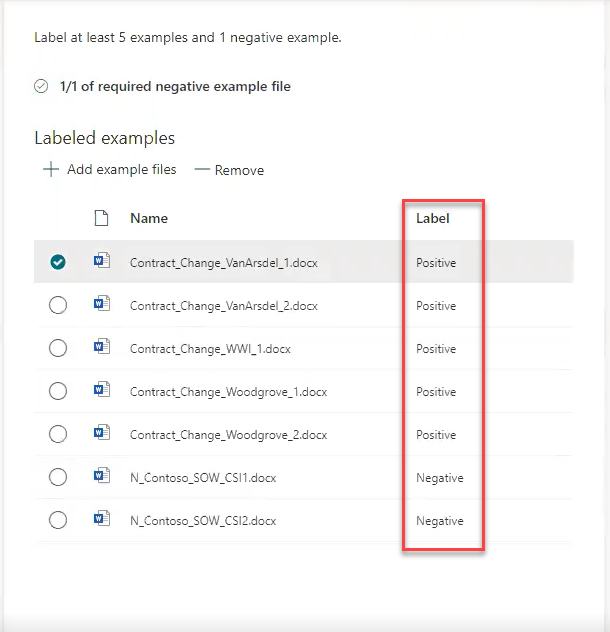 Label at least 5 examples and 1 negative example.
1/1 of required negative example file
Labeled examples
Add example files Remove
Name Label
Contract_Change_VanArsdel_1.docx Positive
Contract_Change_VanArsdel_2.docx Positive
Contract_Change_WWI_1.docx Positive
Contract_Change_Woodgrove_1.docx Positive
Contract_Change_Woodgrove_2.docx Positive
N_Contoso_SOW_CSI1.docx Negative
N_Contoso_SOW_CSI2.docx Negative